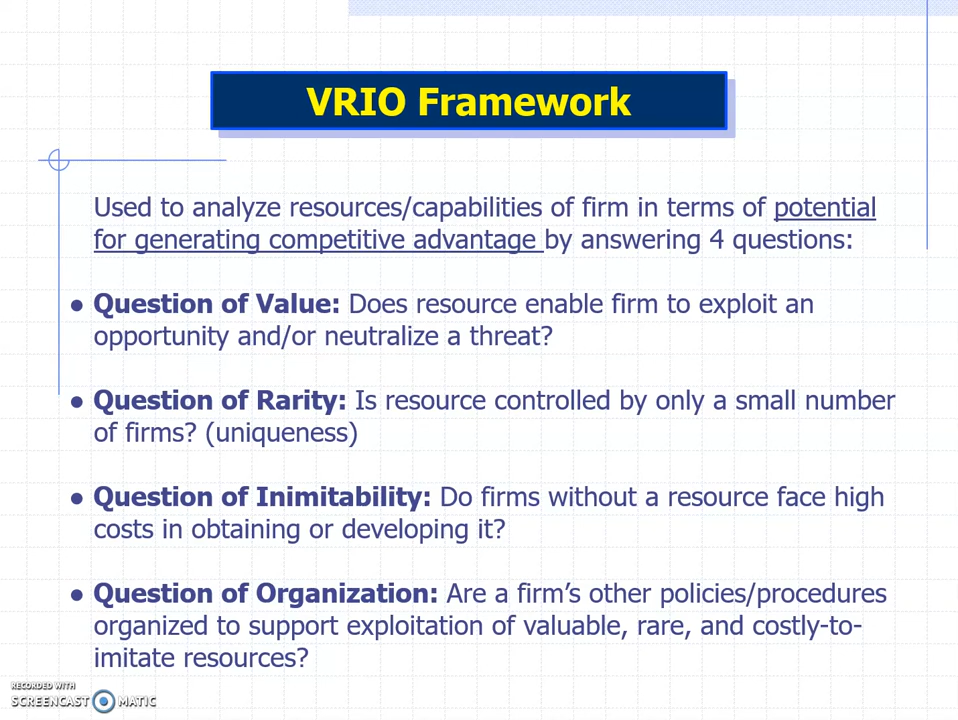 VRIO Framework
Used to analyze resources/capabilities of firm in terms of potential
for generating competitive advantage by answering 4 questions:
● Question of Value: Does resource enable firm to exploit an
opportunity and/or neutralize a threat?
● Question of Rarity: Is resource controlled by only a small number
of firms? (uniqueness)
● Question of Inimitability: Do firms without a resource face high
costs in obtaining or developing it?
● Question of Organization: Are a firm’s other policies/procedures
organized to support exploitation of valuable, rare, and costly-to-
imitate resources?
RECORDED WITH
SCREENCAST MATIC